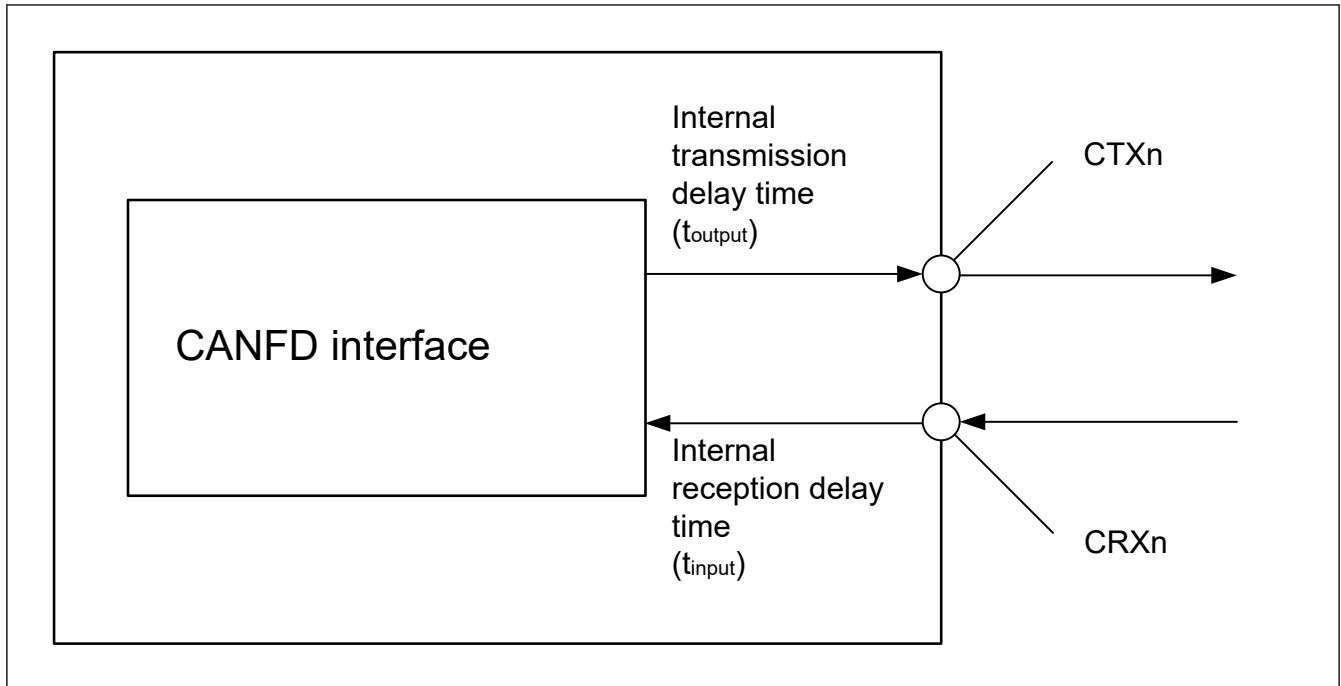 Internal
transmission
delay time
(toutput)
CTXn
CANFD interface
Internal
reception delay
time
(tinput)
CRXn